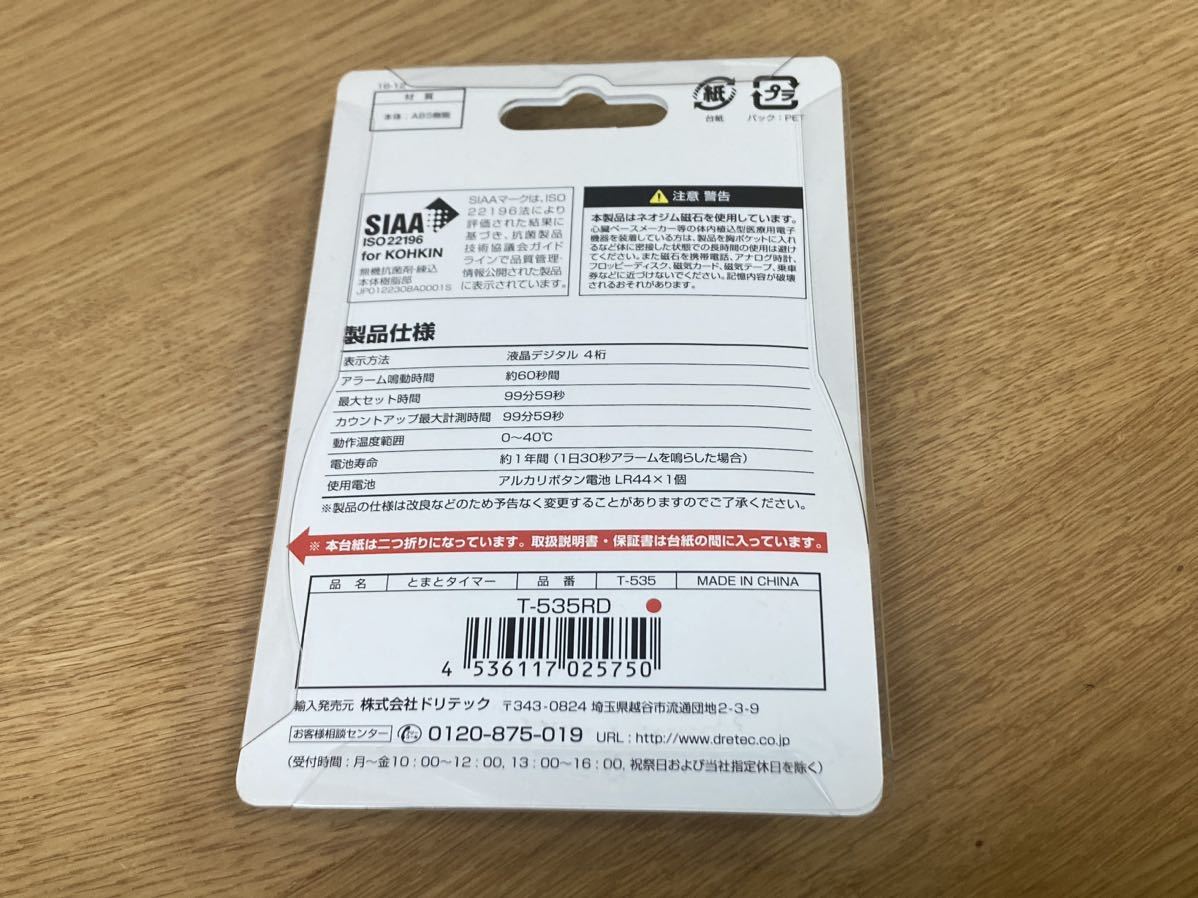 16-12
材 質
本体：ABS樹脂
紙
台紙
プラ
パック：PET
SIAA
ISO 22196
for KOHKIN
無機抗菌剤・練込
本体樹脂部
JP0122308A0001S
SIAAマークは、ISO
22196法により
評価された結果に
基づき、抗菌製品
技術協議会ガイド
ラインで品質管理・
情報公開された製品
に表示されています。
注意 警告
本製品はネオジム磁石を使用しています。
心臓ペースメーカー等の体内植込型医療用電子
機器を装着している方は、製品を胸ポケットに入れ
るなど体に密接した状態での長時間の使用は避け
てください。また磁石を携帯電話、アナログ時計、
フロッピーディスク、磁気カード、磁気テープ、乗車
券などに近づけないでください。記憶内容が破壊
されるおそれがあります。
製品仕様
表示方法 液晶デジタル 4桁
アラーム鳴動時間 約60秒間
最大セット時間 99分59秒
カウントアップ最大計測時間 99分59秒
動作温度範囲 0〜40℃
電池寿命 約1年間（1日30秒アラームを鳴らした場合）
使用電池 アルカリボタン電池 LR44×1個
※製品の仕様は改良などのため予告なく変更することがありますのでご了承ください。
※ 本台紙は二つ折りになっています。取扱説明書・保証書は台紙の間に入っています。
品 名 とまとタイマー 品 番 T-535 MADE IN CHINA
T-535RD
4 536117 025750
輸入発売元 株式会社ドリテック 〒343-0824 埼玉県越谷市流通団地2-3-9
お客様相談センター 0120-875-019 URL：http://www.dretec.co.jp
（受付時間：月〜金10：00〜12：00，13：00〜16：00，祝祭日および当社指定休日を除く）